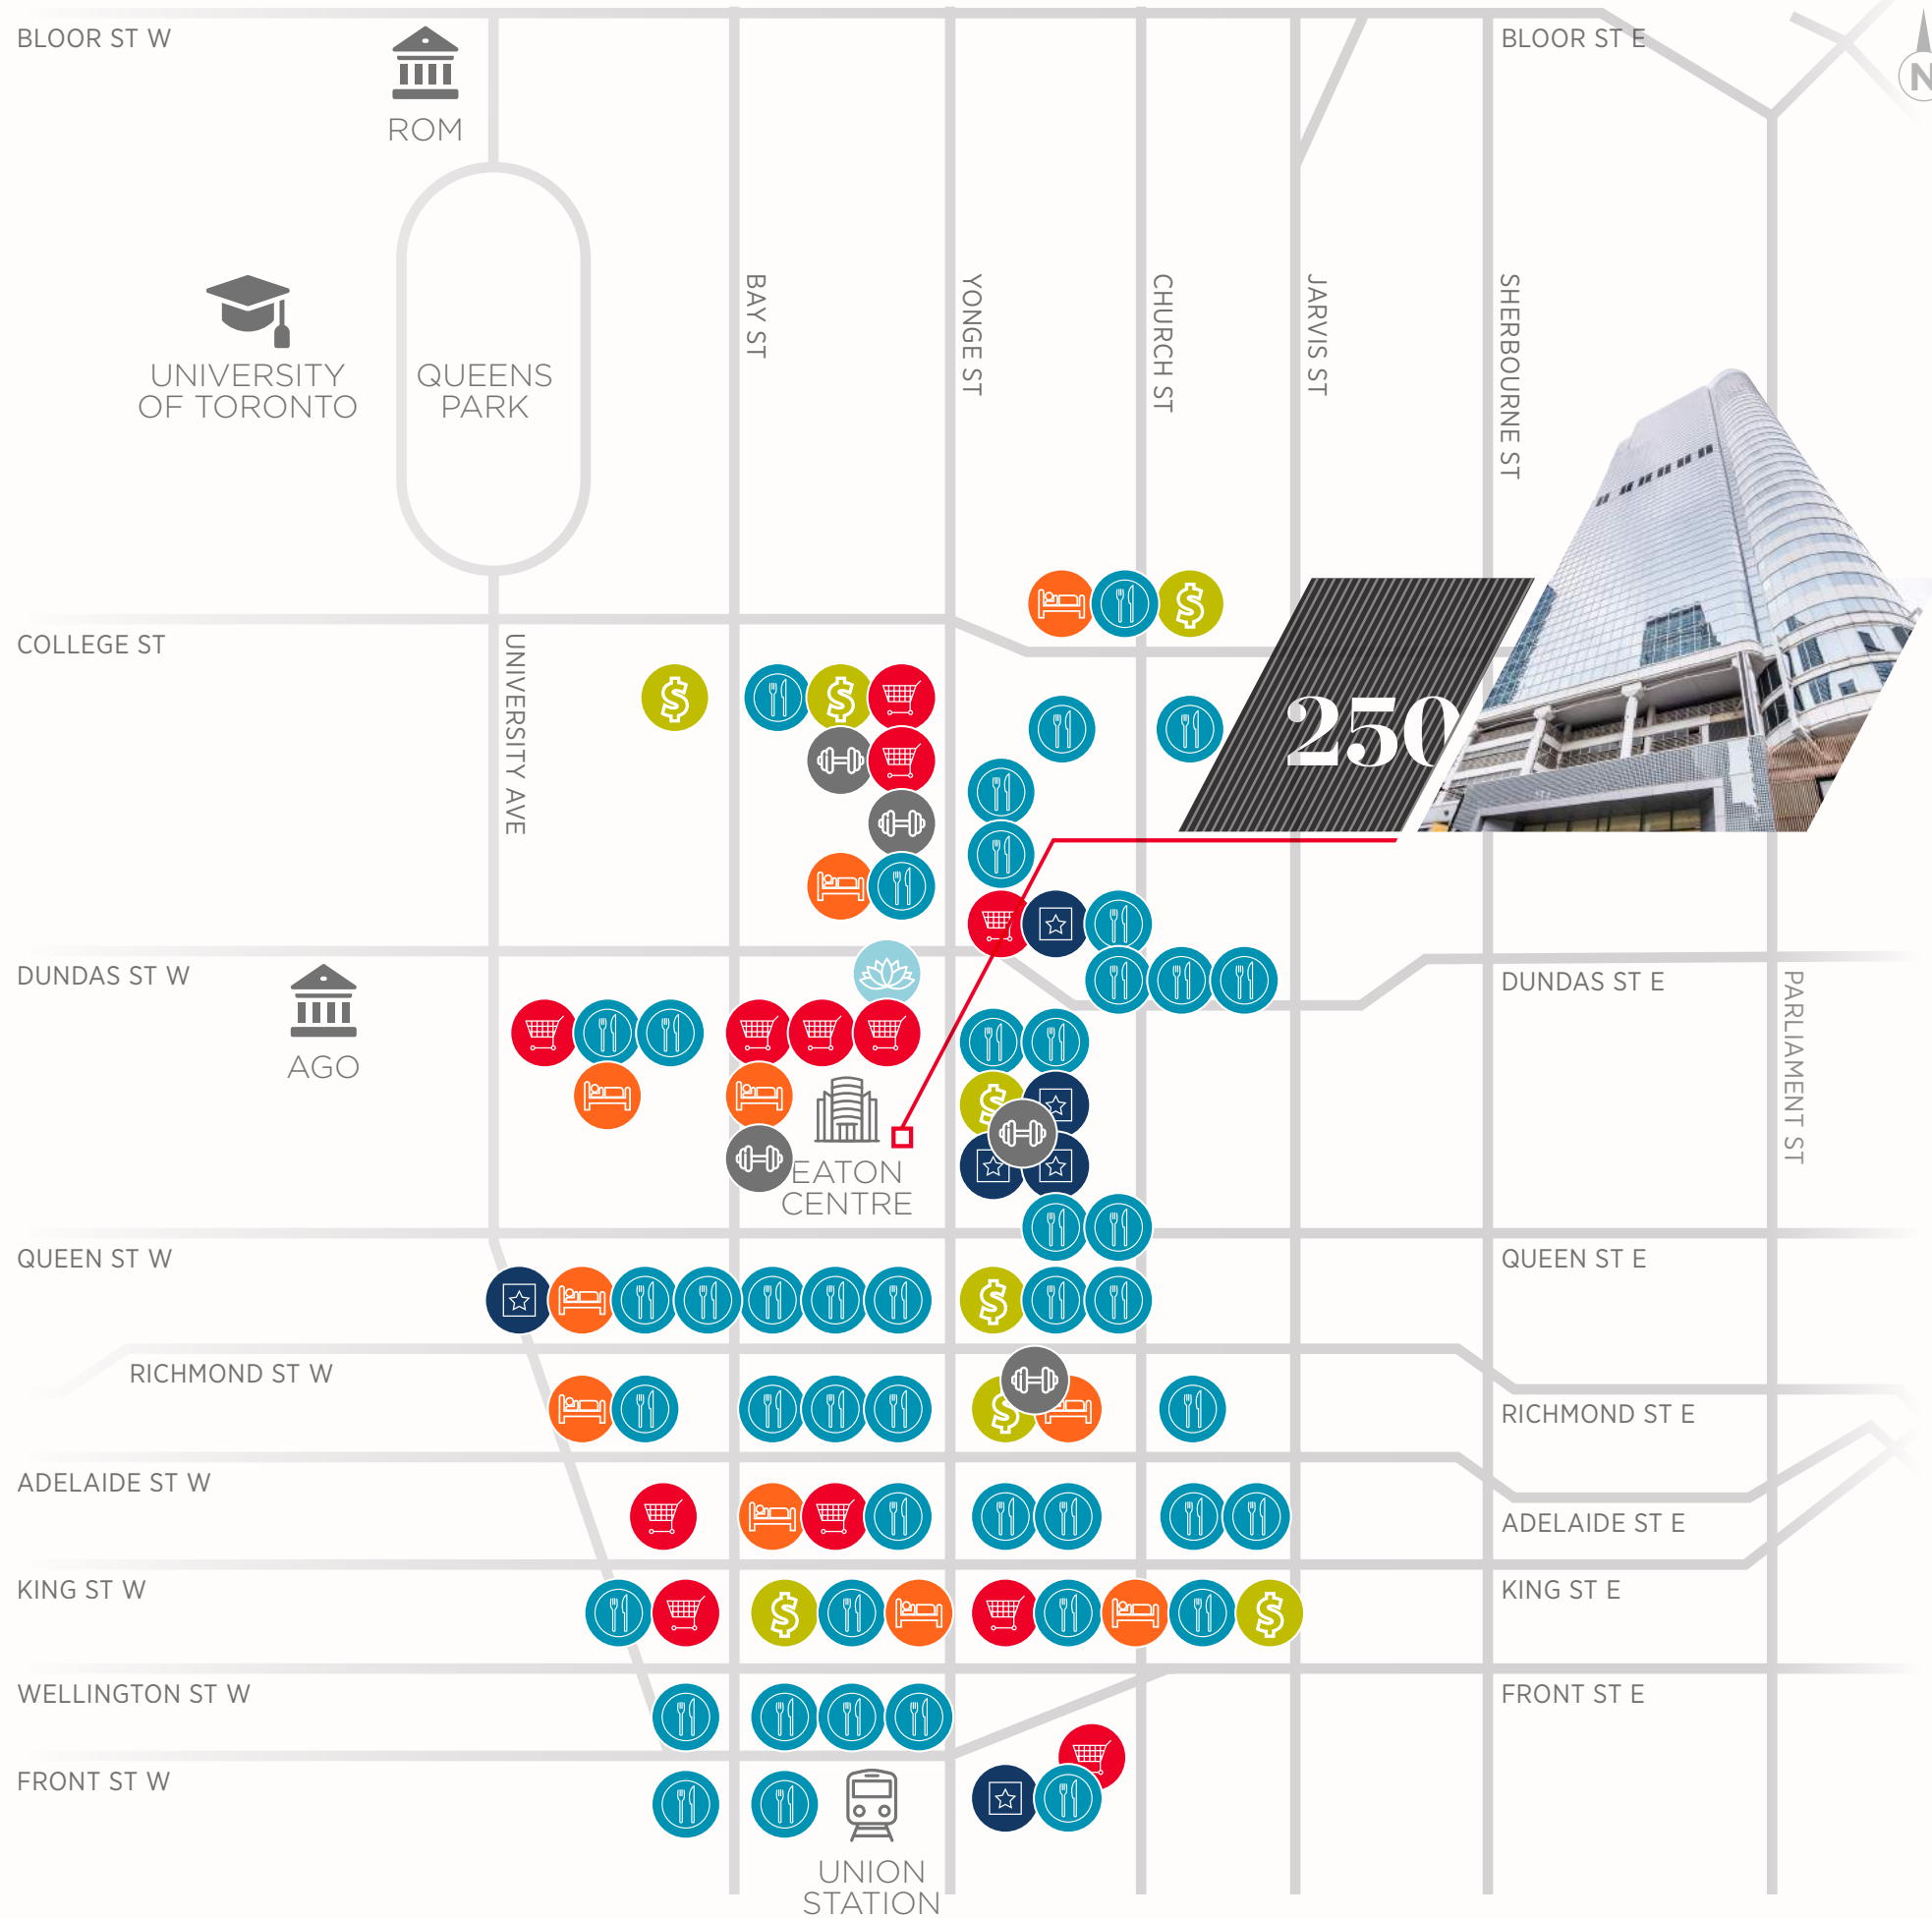 BLOOR ST W
BLOOR ST E
N
ROM
UNIVERSITY
OF TORONTO
QUEENS
PARK
BAY ST
YONGE ST
CHURCH ST
JARVIS ST
SHERBOURNE ST
COLLEGE ST
UNIVERSITY AVE
250
DUNDAS ST W
DUNDAS ST E
AGO
PARLIAMENT ST
EATON
CENTRE
QUEEN ST W
QUEEN ST E
RICHMOND ST W
RICHMOND ST E
ADELAIDE ST W
ADELAIDE ST E
KING ST W
KING ST E
WELLINGTON ST W
FRONT ST E
FRONT ST W
UNION
STATION